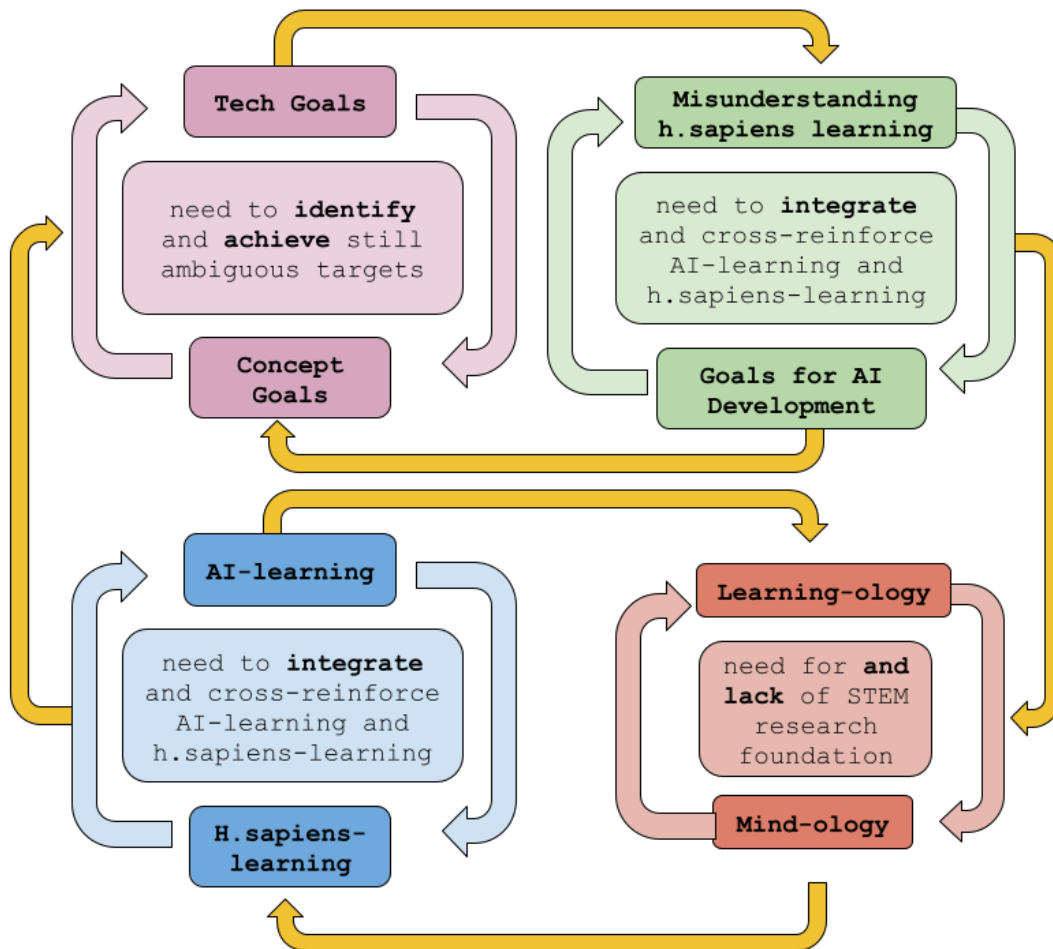 Tech Goals
need to identify
and achieve still
ambiguous targets
Concept
Goals
Misunderstanding
h.sapiens learning
need to integrate
and cross-reinforce
AI-learning and
h.sapiens-learning
Goals for AI
Development
AI-learning
need to integrate
and cross-reinforce
AI-learning and
h.sapiens-learning
H.sapiens-
learning
Learning-ology
need for and
lack of STEM
research
foundation
Mind-ology